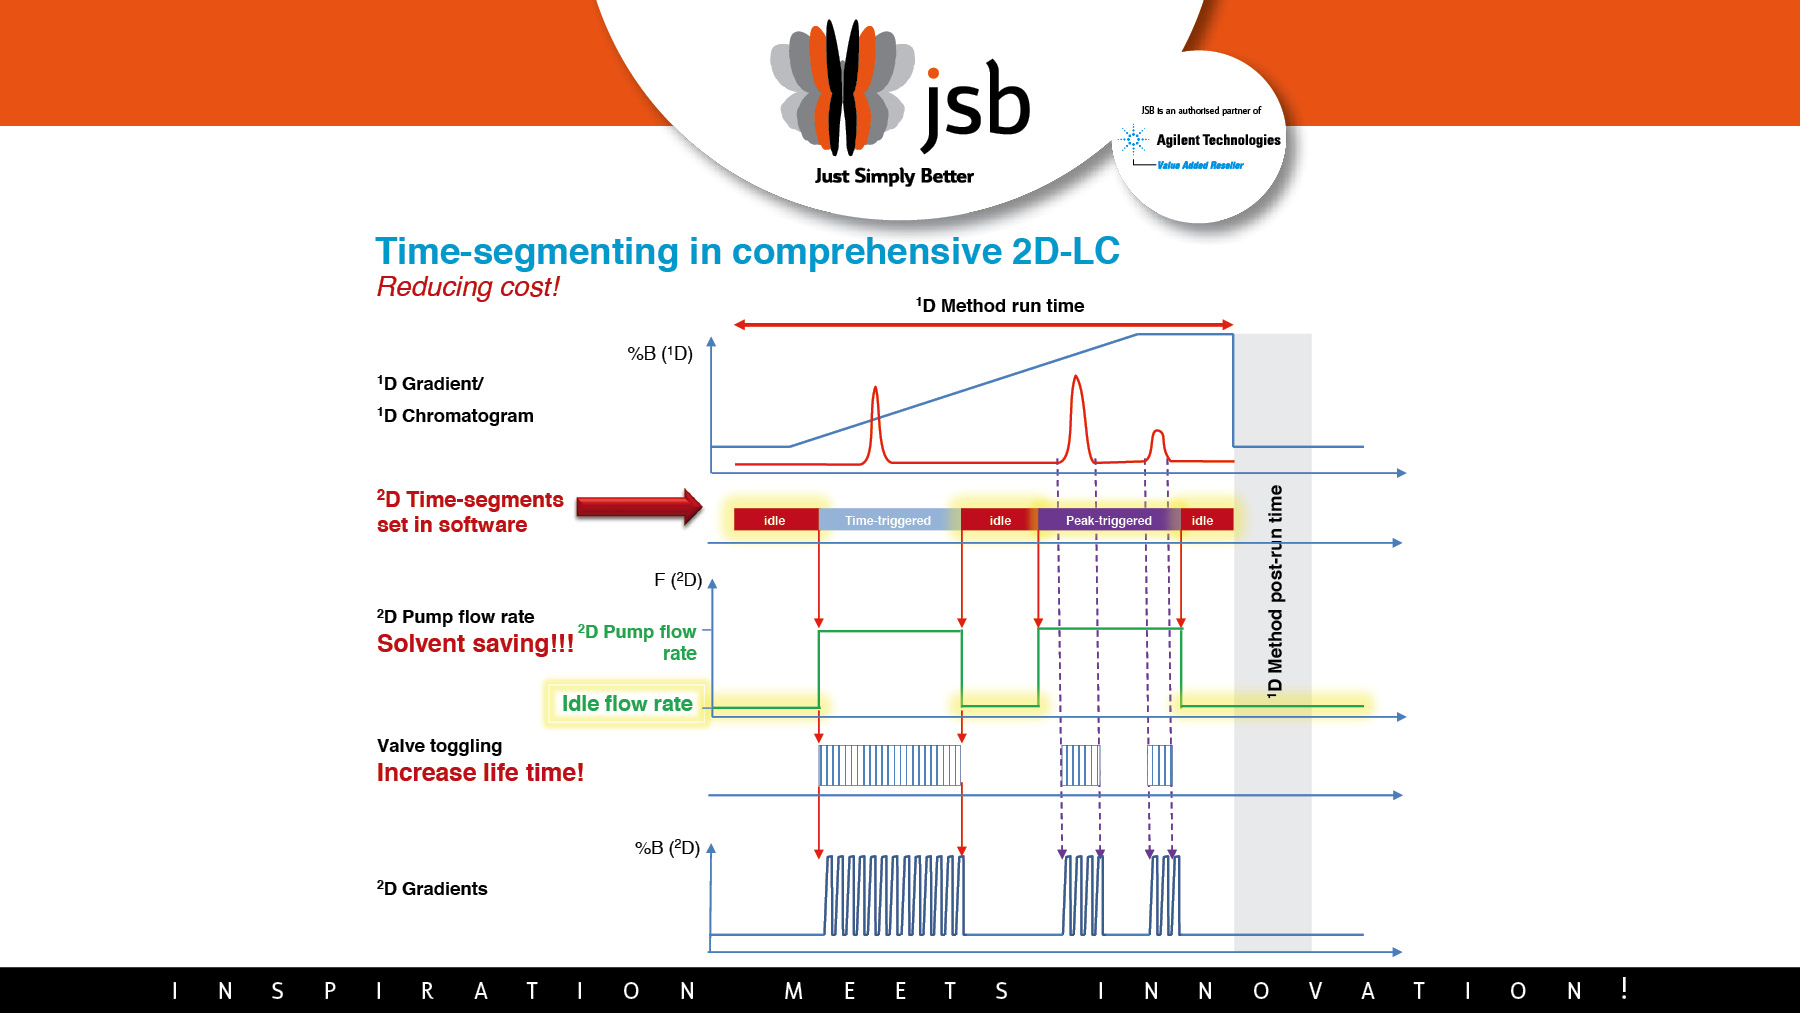 jsb
Just Simply Better
JSB is an authorised partner of
Agilent Technologies
Value Added Reseller
Time-segmenting in comprehensive 2D-LC
Reducing cost!
¹D Method run time
%B (¹D)
¹D Gradient/
¹D Chromatogram
²D Time-segments
set in software
idle
Time-triggered
idle
Peak-triggered
idle
¹D Method post-run time
F (²D)
²D Pump flow rate
Solvent saving!!!
²D Pump flow
rate
Idle flow rate
Valve toggling
Increase life time!
%B (²D)
²D Gradients
INSPIRATION MEETS INNOVATION!